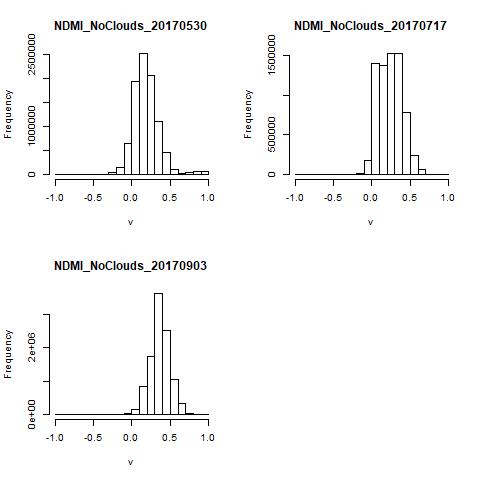 NDMI_NoClouds_20170530
Frequency
2500000
1000000
0
-1.0 -0.5 0.0 0.5 1.0
v
NDMI_NoClouds_20170717
Frequency
1500000
500000
0
-1.0 -0.5 0.0 0.5 1.0
v
NDMI_NoClouds_20170903
Frequency
2e+06
0e+00
-1.0 -0.5 0.0 0.5 1.0
v